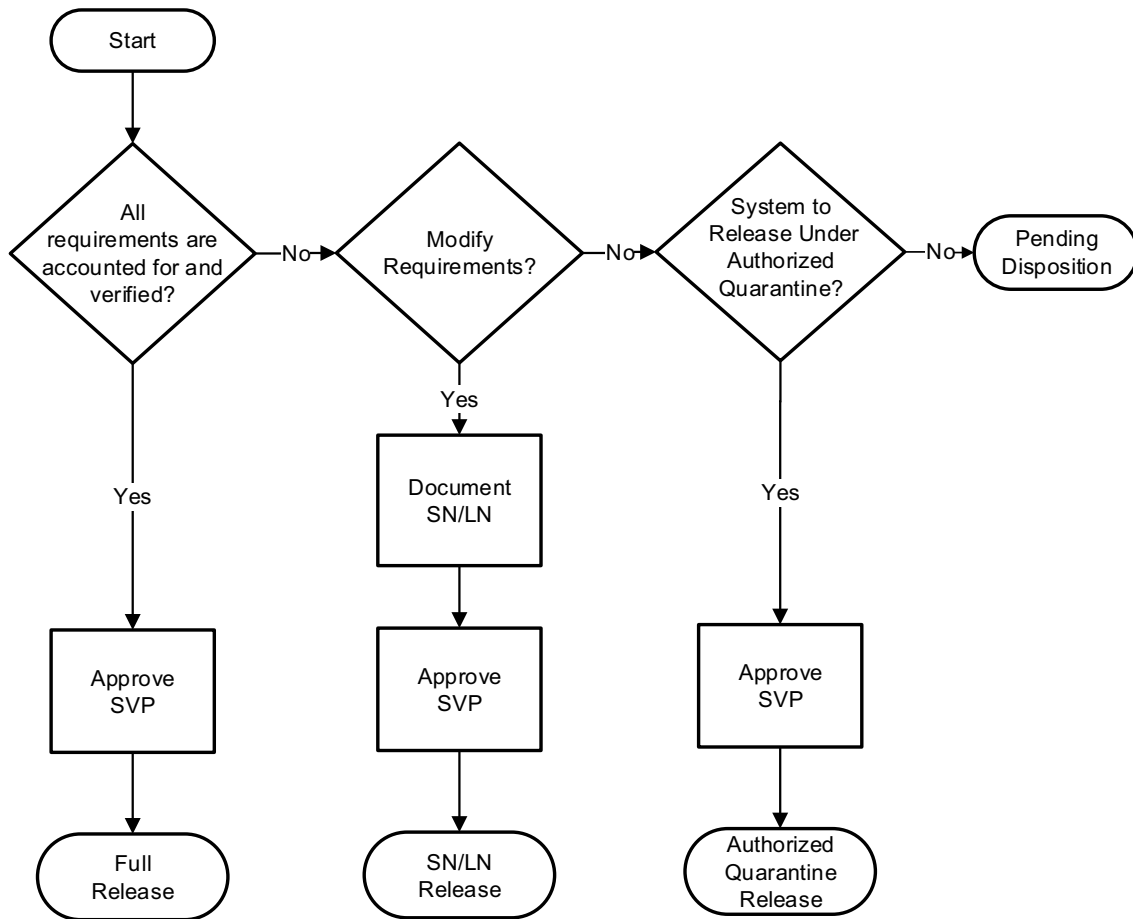 Start
All
requirements are
accounted for and
verified?
No
Modify
Requirements?
No
System to
Release Under
Authorized
Quarantine?
No
Pending
Disposition
Yes
Document
SN/LN
Yes
Yes
Approve
SVP
Approve
SVP
Approve
SVP
Full
Release
SN/LN
Release
Authorized
Quarantine
Release